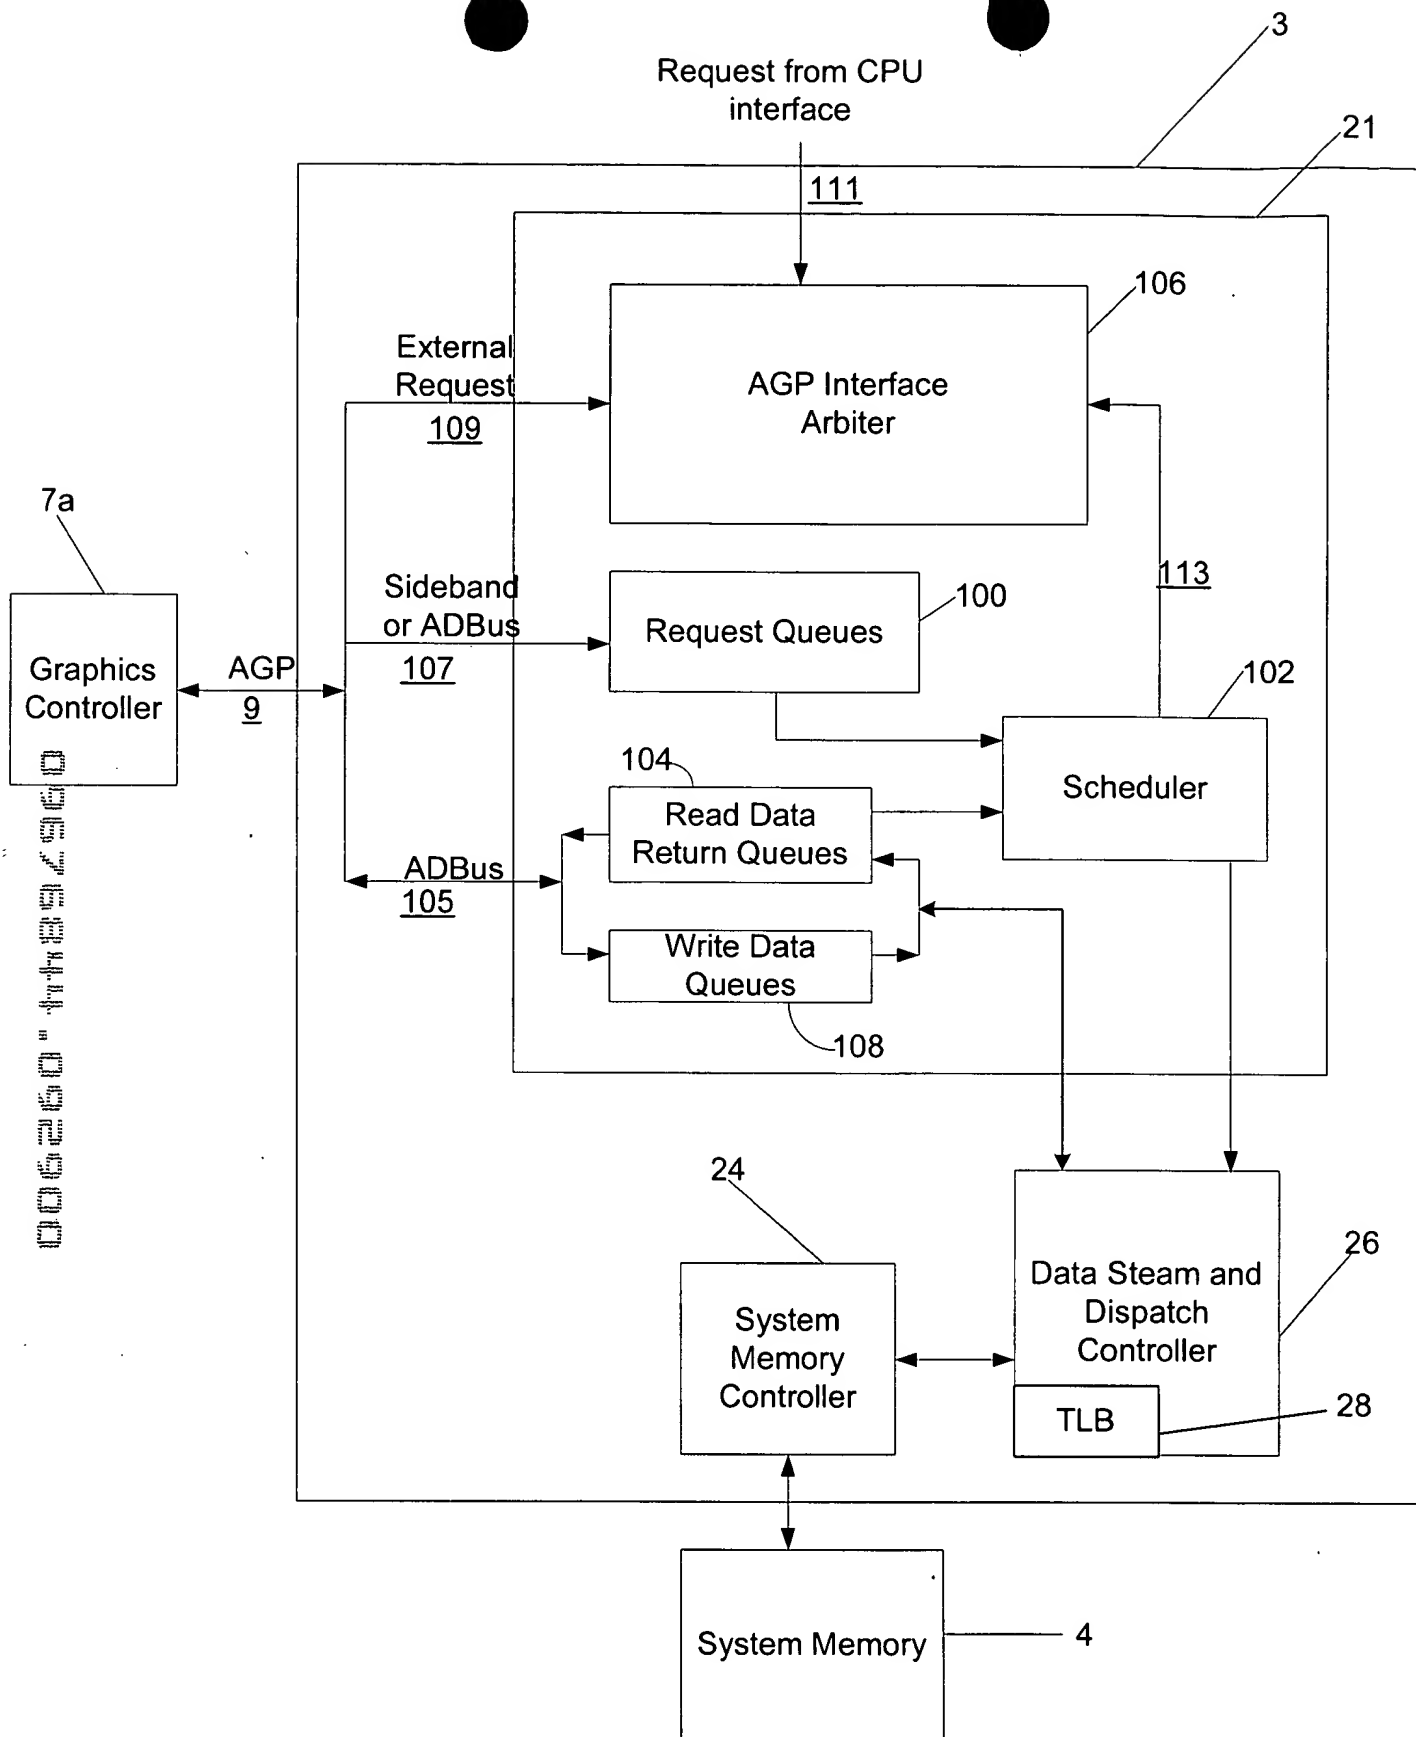 3
Request from CPU
interface
21
111
106
External
Request
109
AGP Interface
Arbiter
7a
113
Sideband
or ADBus
107
100
Request Queues
Graphics
Controller
AGP
9
102
104
Scheduler
Read Data
Return Queues
ADBus
105
Write Data
Queues
108
09676844.092900
24
26
Data Steam and
Dispatch
Controller
System
Memory
Controller
TLB
28
System Memory
4